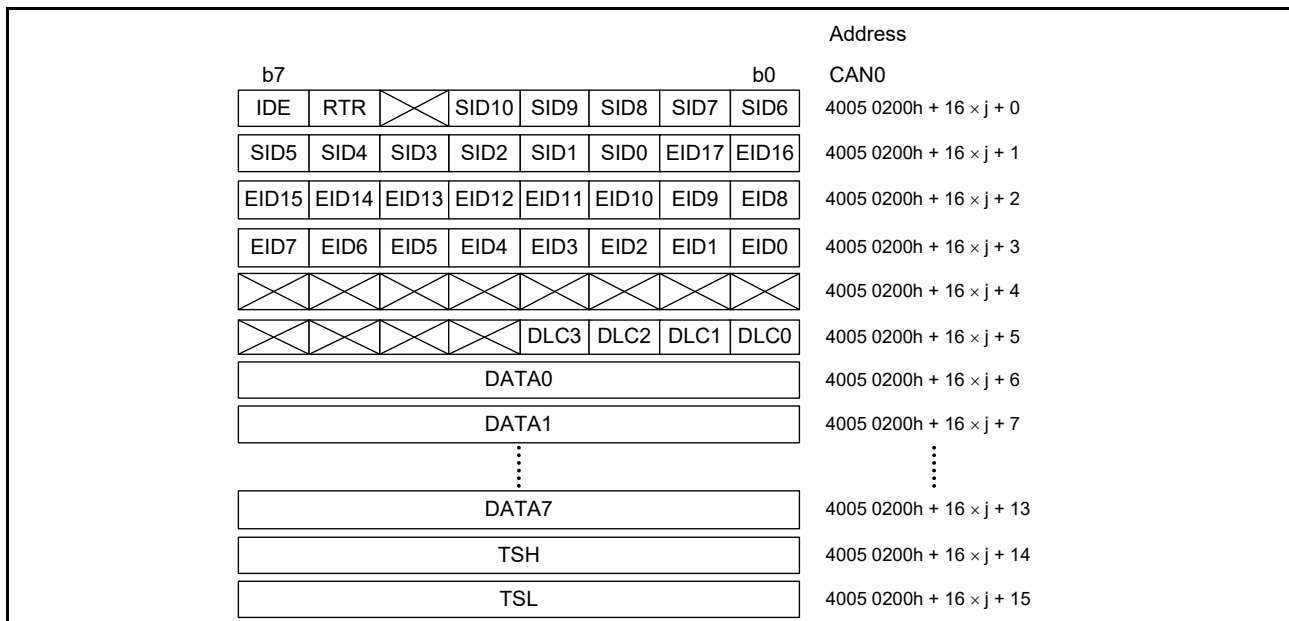 Address
b7 b0 CAN0
IDE RTR SID10 SID9 SID8 SID7 SID6 4005 0200h + 16 × j + 0
SID5 SID4 SID3 SID2 SID1 SID0 EID17 EID16 4005 0200h + 16 × j + 1
EID15 EID14 EID13 EID12 EID11 EID10 EID9 EID8 4005 0200h + 16 × j + 2
EID7 EID6 EID5 EID4 EID3 EID2 EID1 EID0 4005 0200h + 16 × j + 3
4005 0200h + 16 × j + 4
DLC3 DLC2 DLC1 DLC0 4005 0200h + 16 × j + 5
DATA0 4005 0200h + 16 × j + 6
DATA1 4005 0200h + 16 × j + 7
DATA7 4005 0200h + 16 × j + 13
TSH 4005 0200h + 16 × j + 14
TSL 4005 0200h + 16 × j + 15